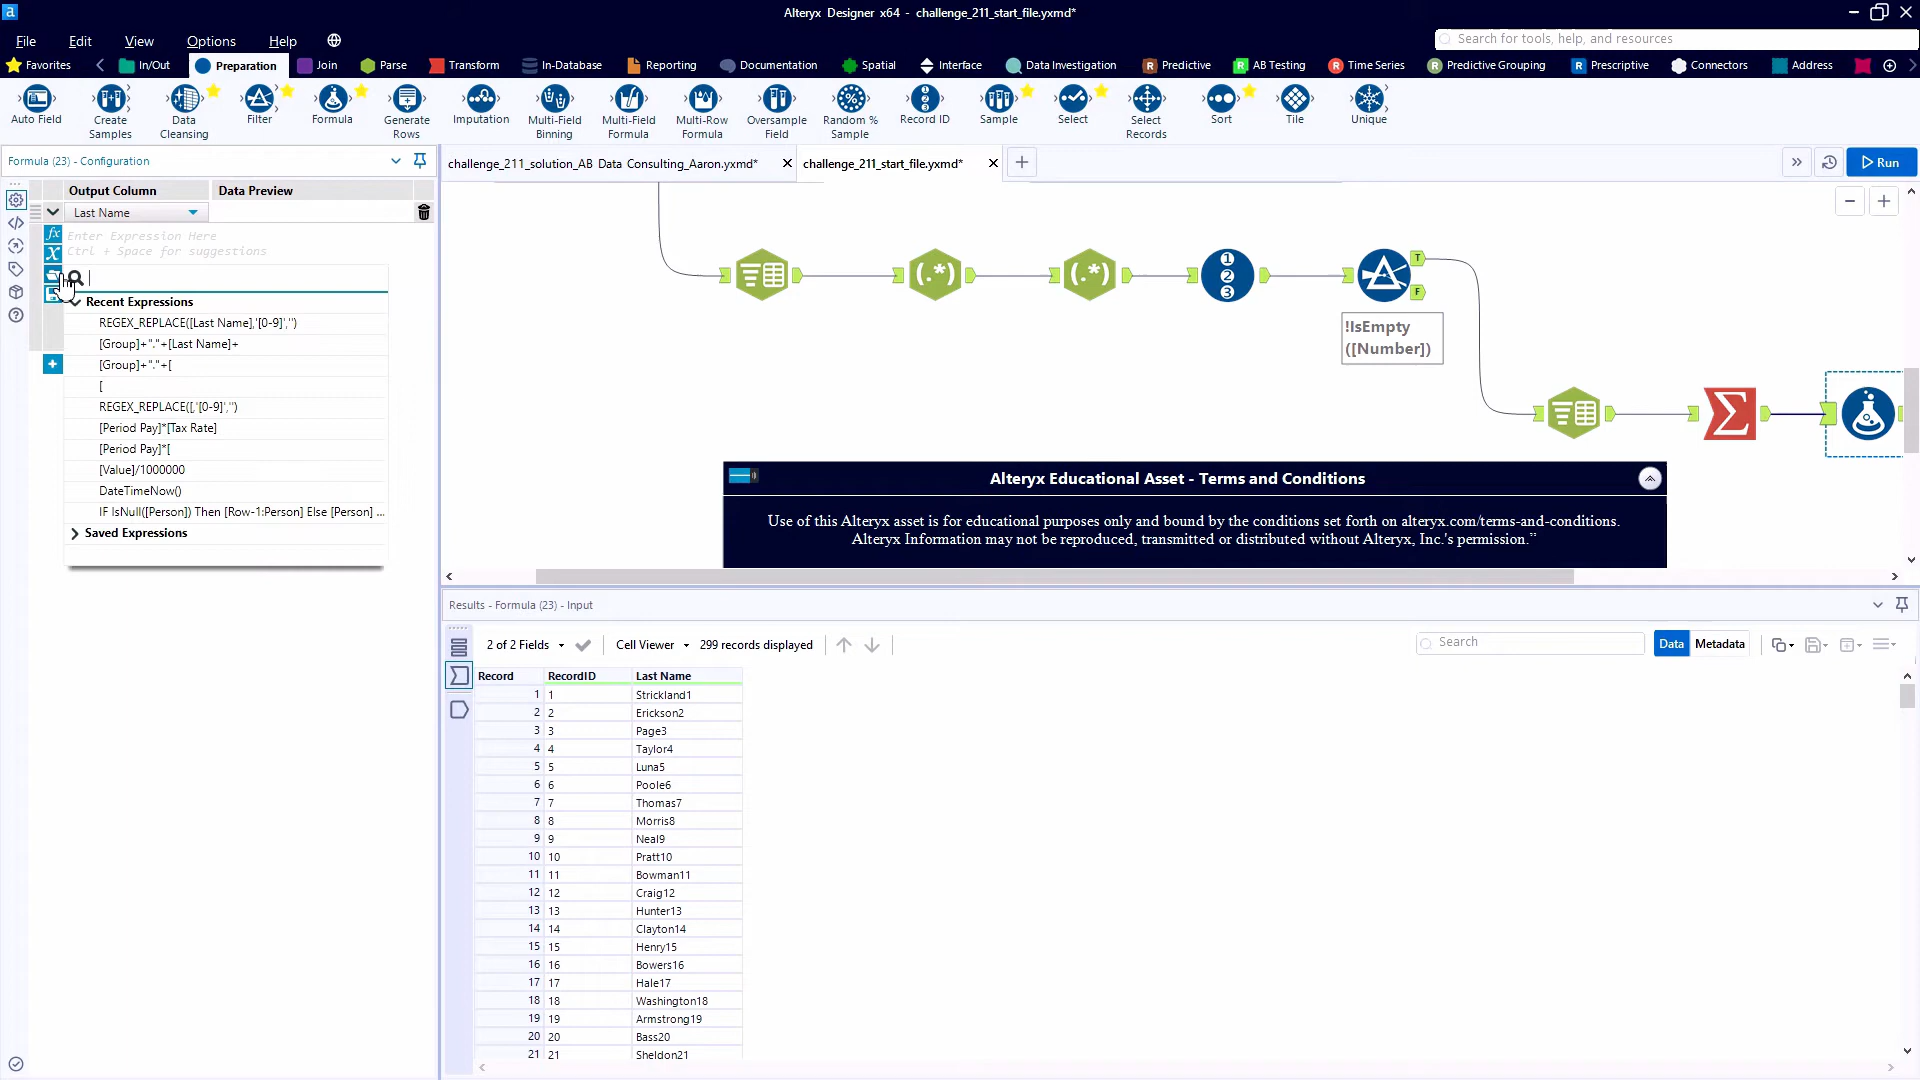 Alteryx Designer x64 - challenge_211_start_file.yxmd*
File Edit View Options Help
Search for tools, help, and resources
Favorites In/Out Preparation Join Parse Transform In-Database Reporting Documentation Spatial Interface Data Investigation Predictive AB Testing Time Series Predictive Grouping Prescriptive Connectors Address
Auto Field Create Samples Data Cleansing Filter Formula Generate Rows Imputation Multi-Field Binning Multi-Field Formula Multi-Row Formula Oversample Field Random % Sample Record ID Sample Select Select Records Sort Tile Unique
Formula (23) - Configuration
challenge_211_solution_AB Data Consulting_Aaron.yxmd*
challenge_211_start_file.yxmd*
Run
Output Column Data Preview
Last Name
Enter Expression Here
Ctrl + Space for suggestions
Recent Expressions
REGEX_REPLACE([Last Name],'[0-9]','')
[Group]+"."+[Last Name]+
[Group]+"."+[
[
REGEX_REPLACE([,'[0-9]','')
[Period Pay]*[Tax Rate]
[Period Pay]*[
[Value]/1000000
DateTimeNow()
IF IsNull([Person]) Then [Row-1:Person] Else [Person] ...
Saved Expressions
(.*)
(.*)
1
2
3
T
F
!IsEmpty
([Number])
Alteryx Educational Asset - Terms and Conditions
Use of this Alteryx asset is for educational purposes only and bound by the conditions set forth on alteryx.com/terms-and-conditions.
Alteryx Information may not be reproduced, transmitted or distributed without Alteryx, Inc.'s permission.”
Results - Formula (23) - Input
2 of 2 Fields Cell Viewer 299 records displayed Search Data Metadata
Record RecordID Last Name
1 1 Strickland1
2 2 Erickson2
3 3 Page3
4 4 Taylor4
5 5 Luna5
6 6 Poole6
7 7 Thomas7
8 8 Morris8
9 9 Neal9
10 10 Pratt10
11 11 Bowman11
12 12 Craig12
13 13 Hunter13
14 14 Clayton14
15 15 Henry15
16 16 Bowers16
17 17 Hale17
18 18 Washington18
19 19 Armstrong19
20 20 Bass20
21 21 Sheldon21